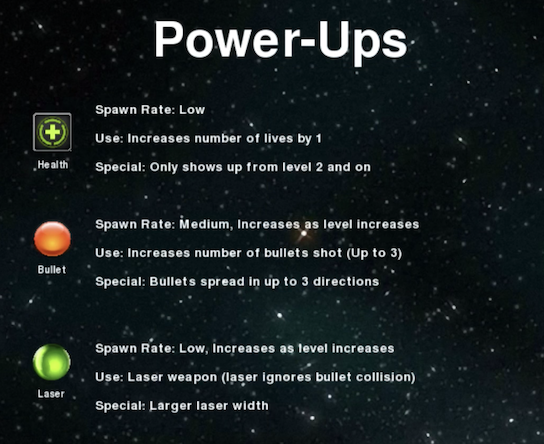 Power-Ups
Spawn Rate: Low
Use: Increases number of lives by 1
Health
Special: Only shows up from level 2 and on
Spawn Rate: Medium, Increases as level increases
Use: Increases number of bullets shot (Up to 3)
Bullet
Special: Bullets spread in up to 3 directions
Spawn Rate: Low, Increases as level increases
Use: Laser weapon (laser ignores bullet collision)
Laser
Special: Larger laser width